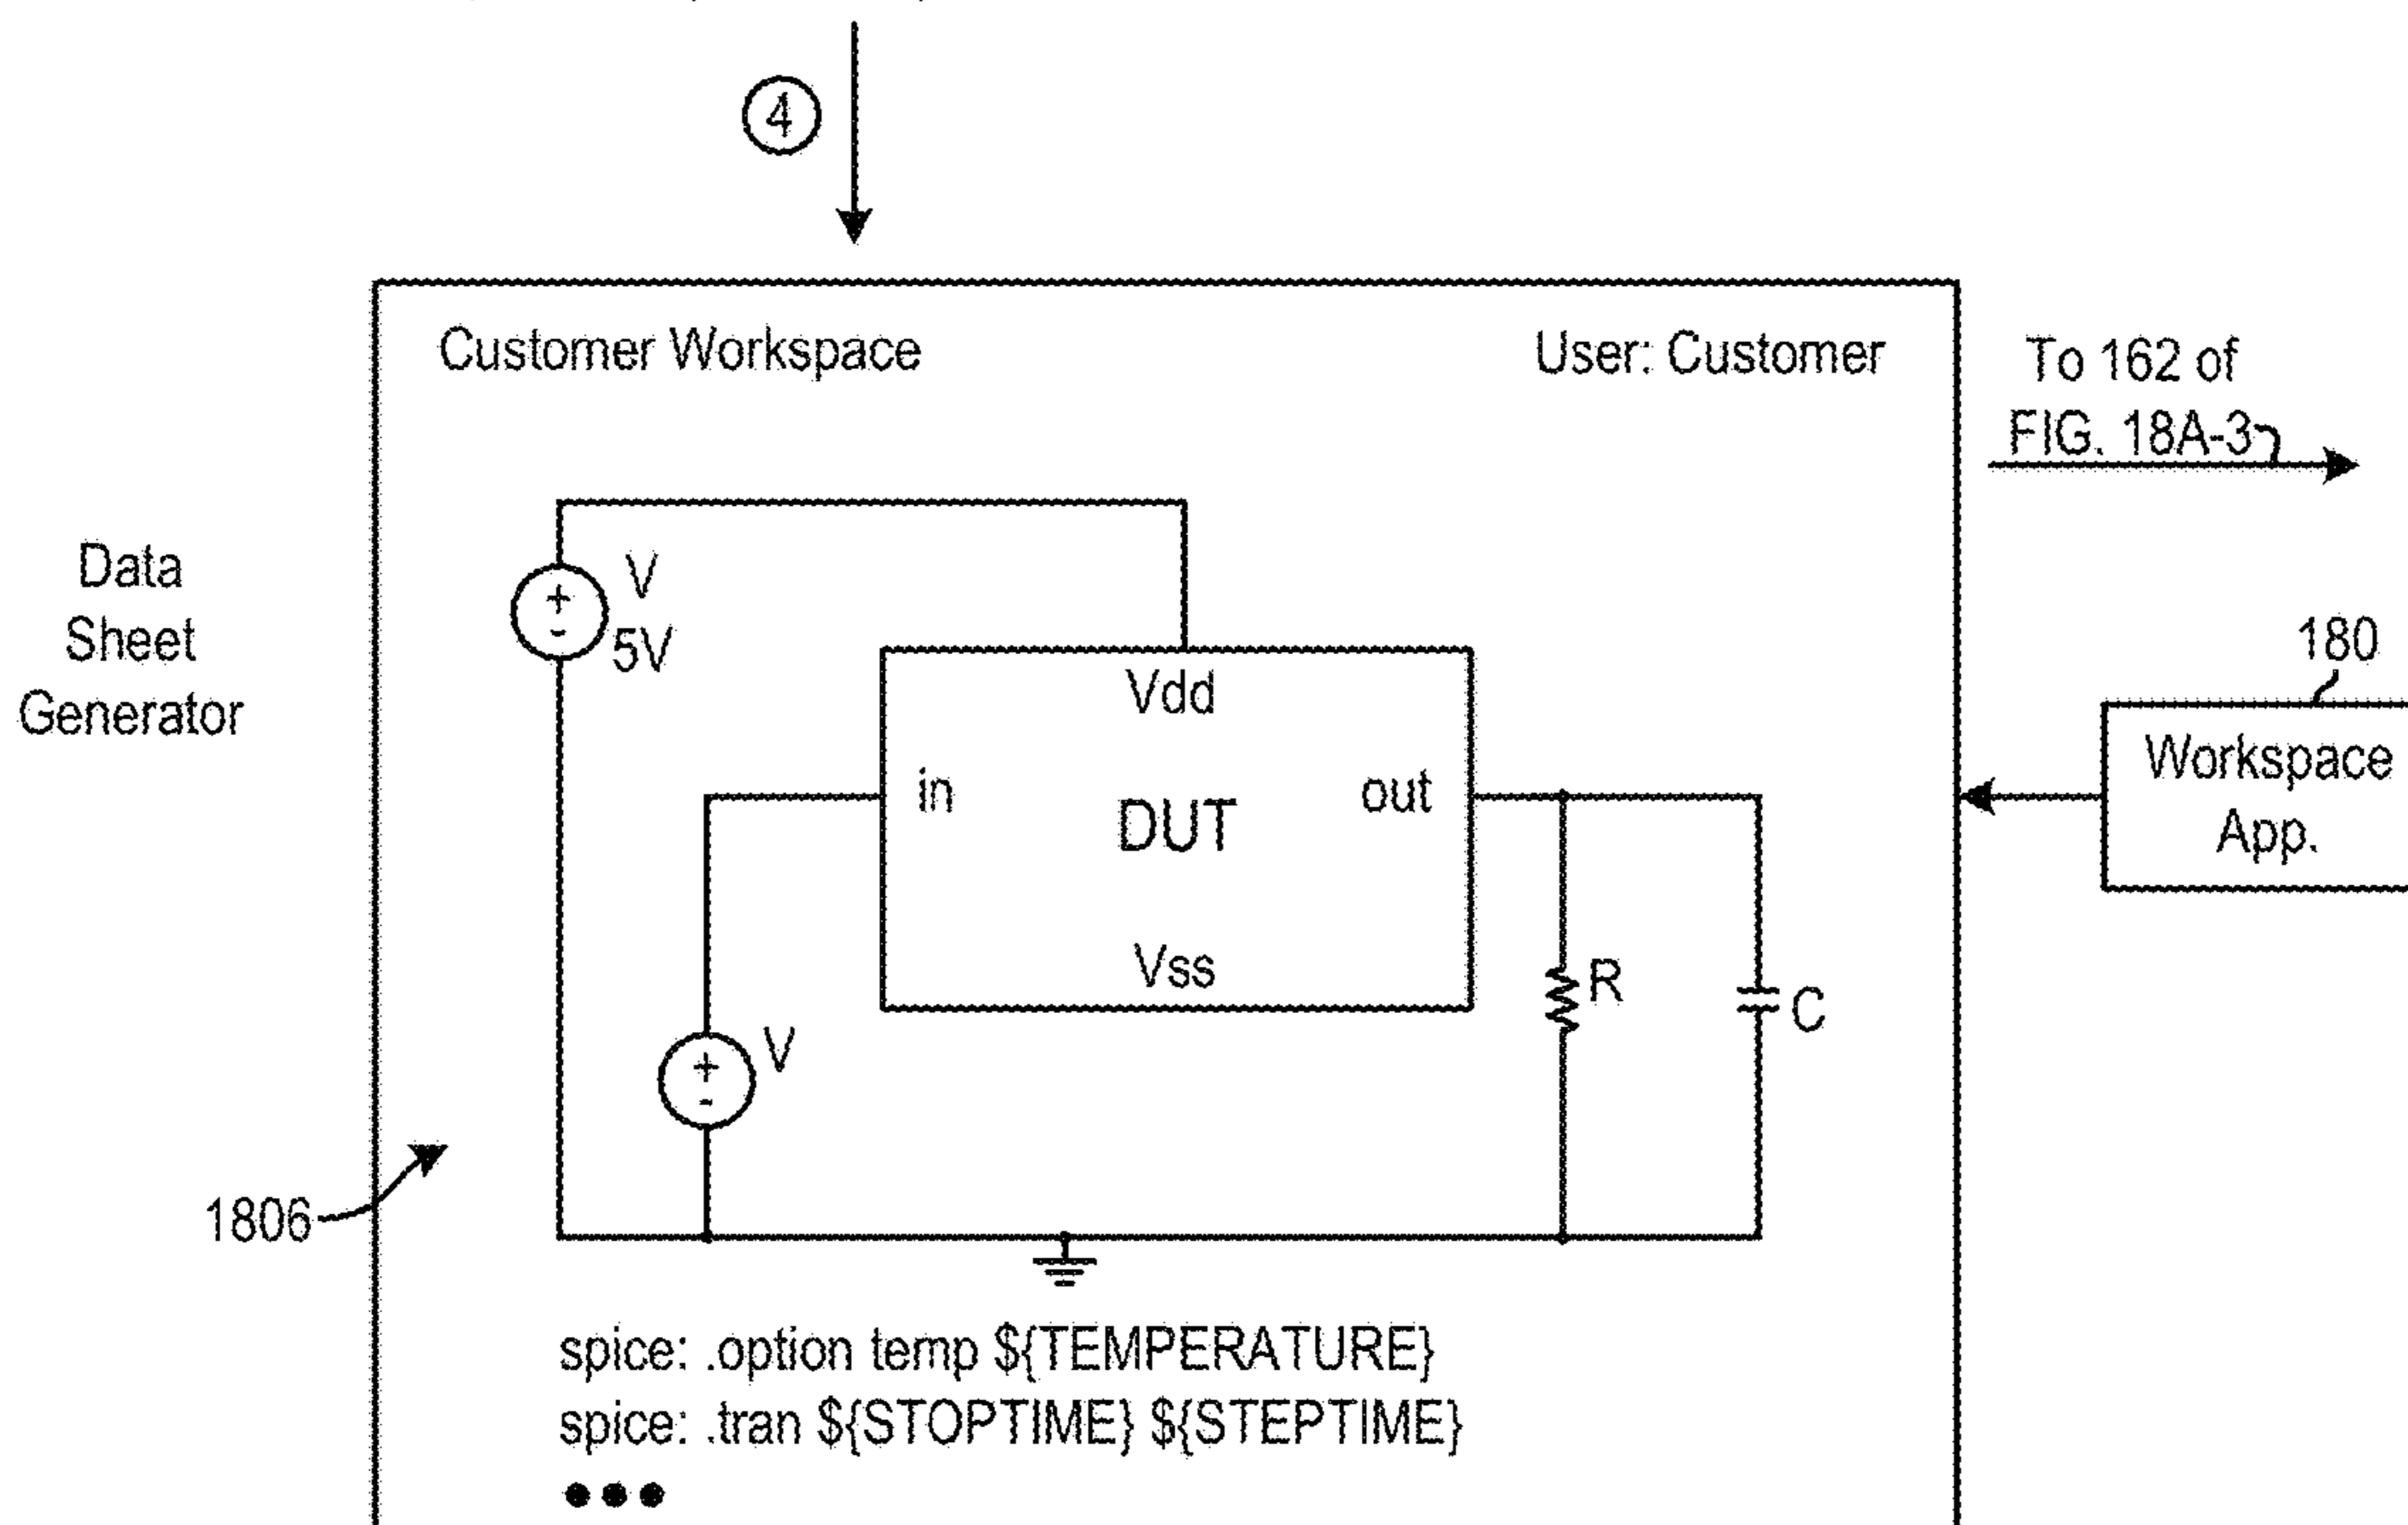 4
Customer Workspace
User: Customer
To 162 of
FIG. 18A-3
Data
Sheet
Generator
V
5V
Vdd
in
DUT
out
Vss
V
R
C
180
Workspace
App.
1806
spice: .option temp ${TEMPERATURE}
spice: .tran ${STOPTIME} ${STEPTIME}